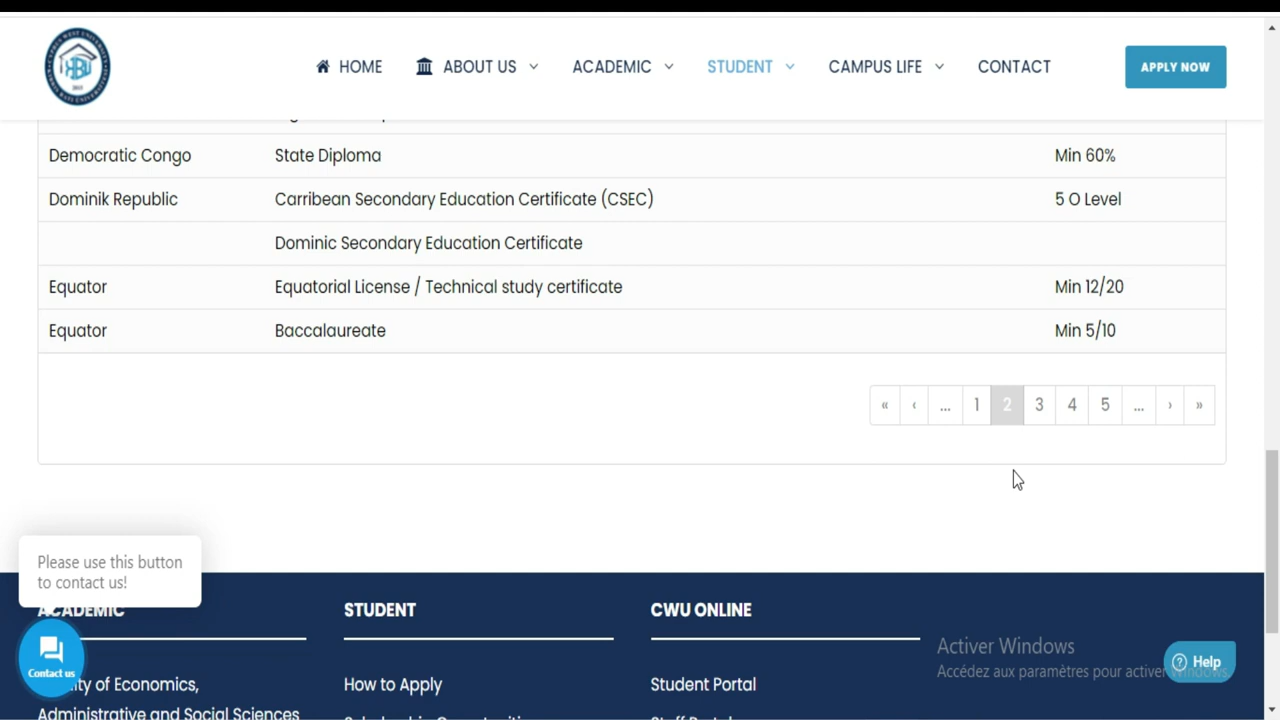 HOME
ABOUT US
ACADEMIC
STUDENT
CAMPUS LIFE
CONTACT
APPLY NOW
Democratic Congo State Diploma Min 60%
Dominik Republic Carribean Secondary Education Certificate (CSEC) 5 O Level
Dominic Secondary Education Certificate
Equator Equatorial License / Technical study certificate Min 12/20
Equator Baccalaureate Min 5/10
« ‹ ... 1 2 3 4 5 ... › »
Please use this button
to contact us!
ACADEMIC STUDENT CWU ONLINE
Activer Windows
Accédez aux paramètres pour activer Windows.
Help
Contact us
of Economics, How to Apply Student Portal
Administrative and Social Sciences